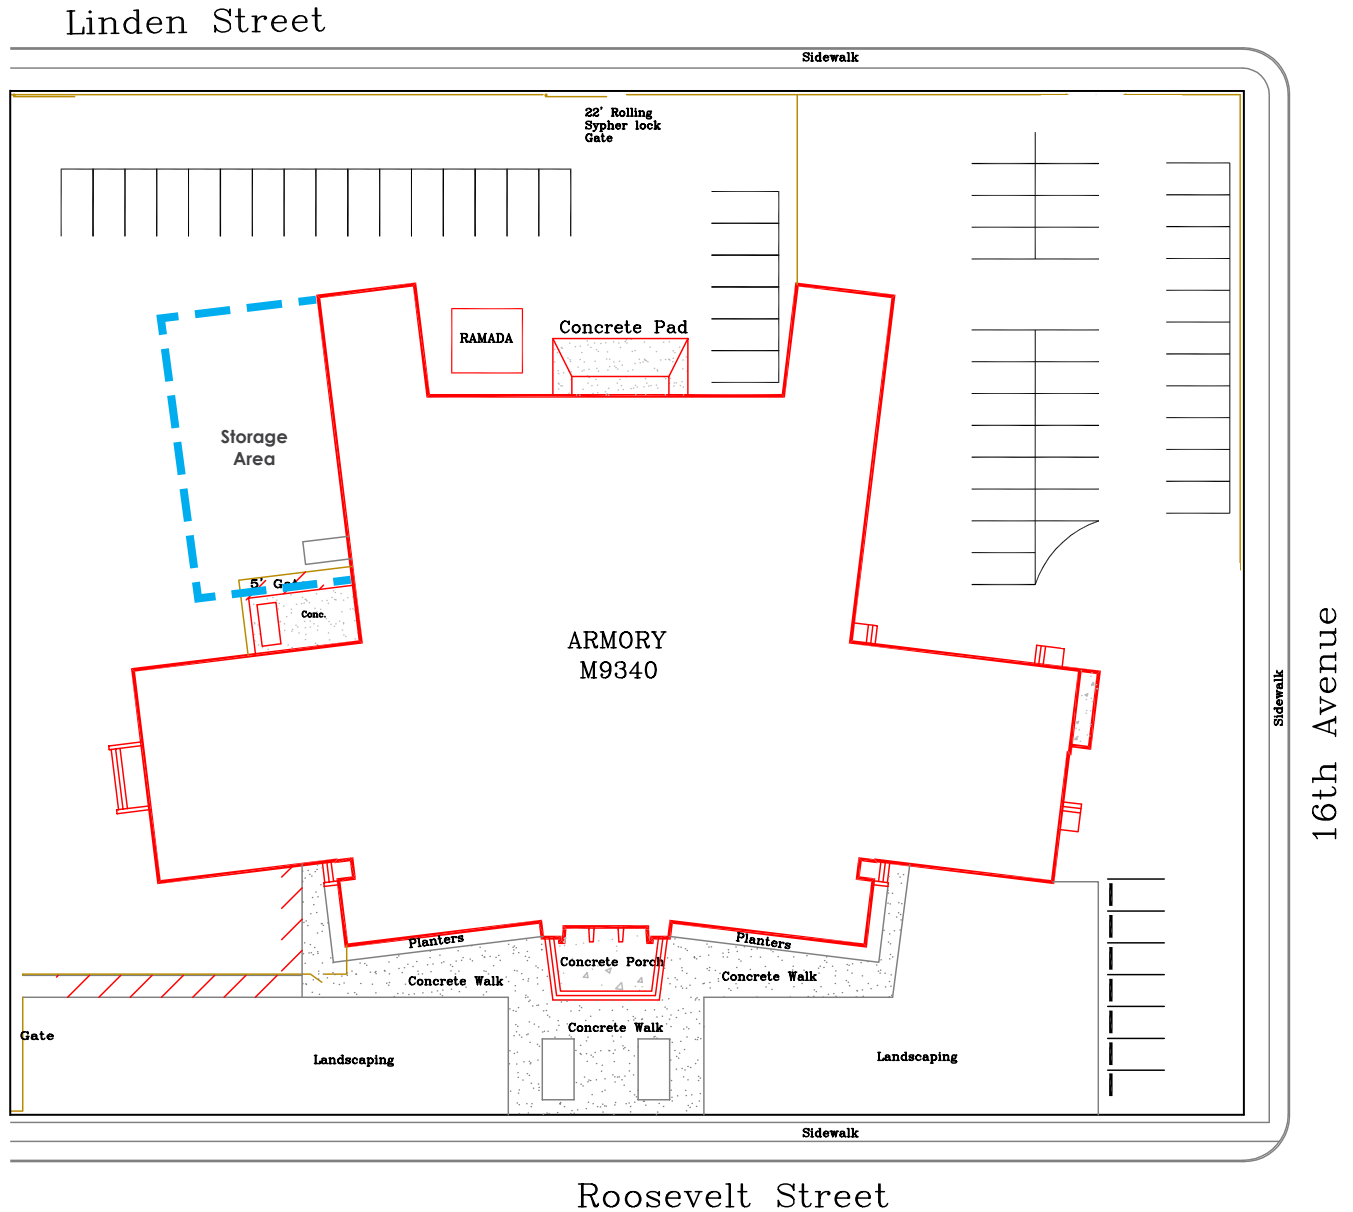 Linden Street
Sidewalk
22' Rolling
Sypher lock
Gate
Concrete Pad
RAMADA
Storage
Area
5' Gat
Conc.
ARMORY
M9340
Sidewalk
16th Avenue
Planters
Planters
Concrete Porch
Concrete Walk
Concrete Walk
Concrete Walk
Gate
Landscaping
Landscaping
Sidewalk
Roosevelt Street